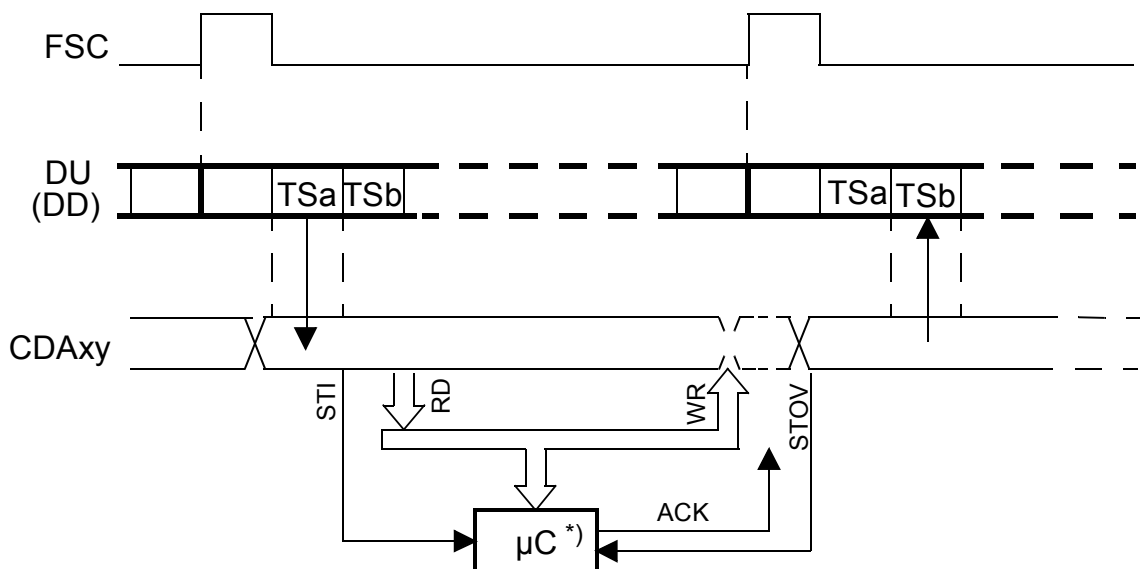 FSC
DU TSa TSb TSa TSb
(DD)
CDAxy
STI RD WR STOV
ACK
µC *)